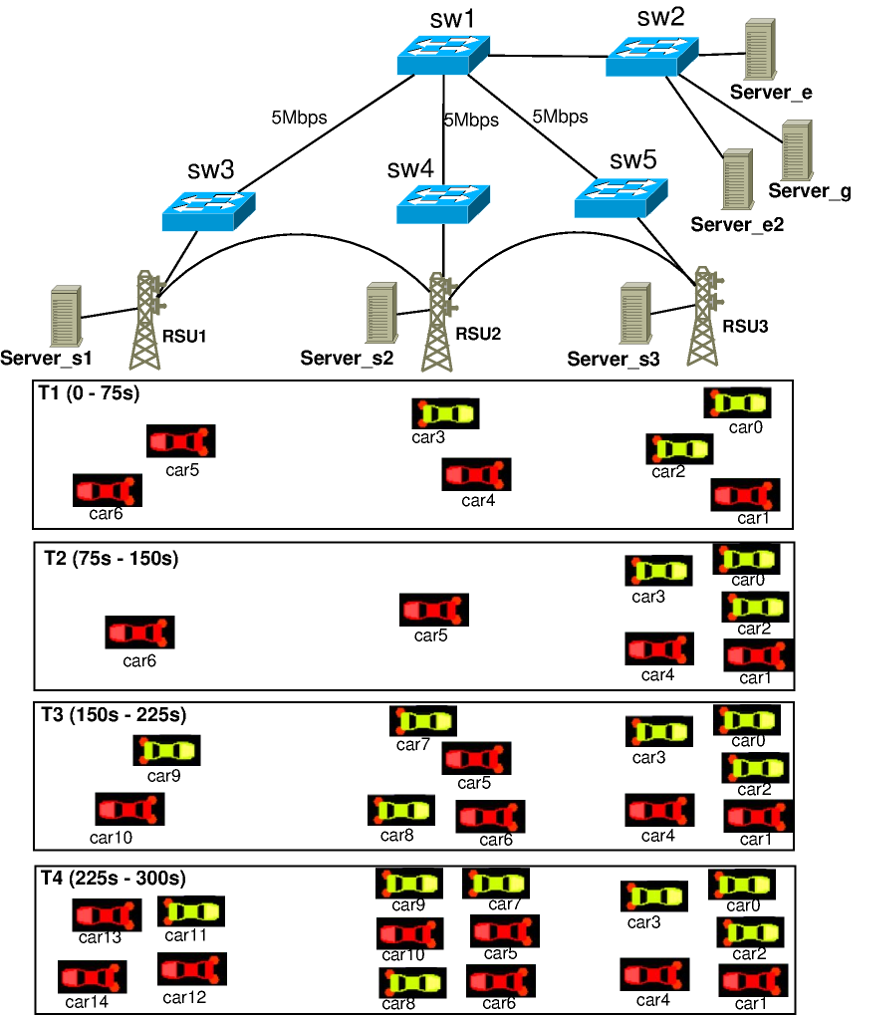 sw1
sw2
Server_e
5Mbps
5Mbps
5Mbps
sw3
sw4
sw5
Server_g
Server_e2
RSU1
RSU2
RSU3
Server_s1
Server_s2
Server_s3
T1 (0 - 75s)
car0
car3
car5
car2
car4
car6
car1
T2 (75s - 150s)
car0
car3
car2
car5
car6
car4
car1
T3 (150s - 225s)
car7
car0
car3
car9
car5
car2
car10
car8
car6
car4
car1
T4 (225s - 300s)
car9
car7
car0
car3
car13
car11
car10
car5
car2
car14
car12
car8
car6
car4
car1